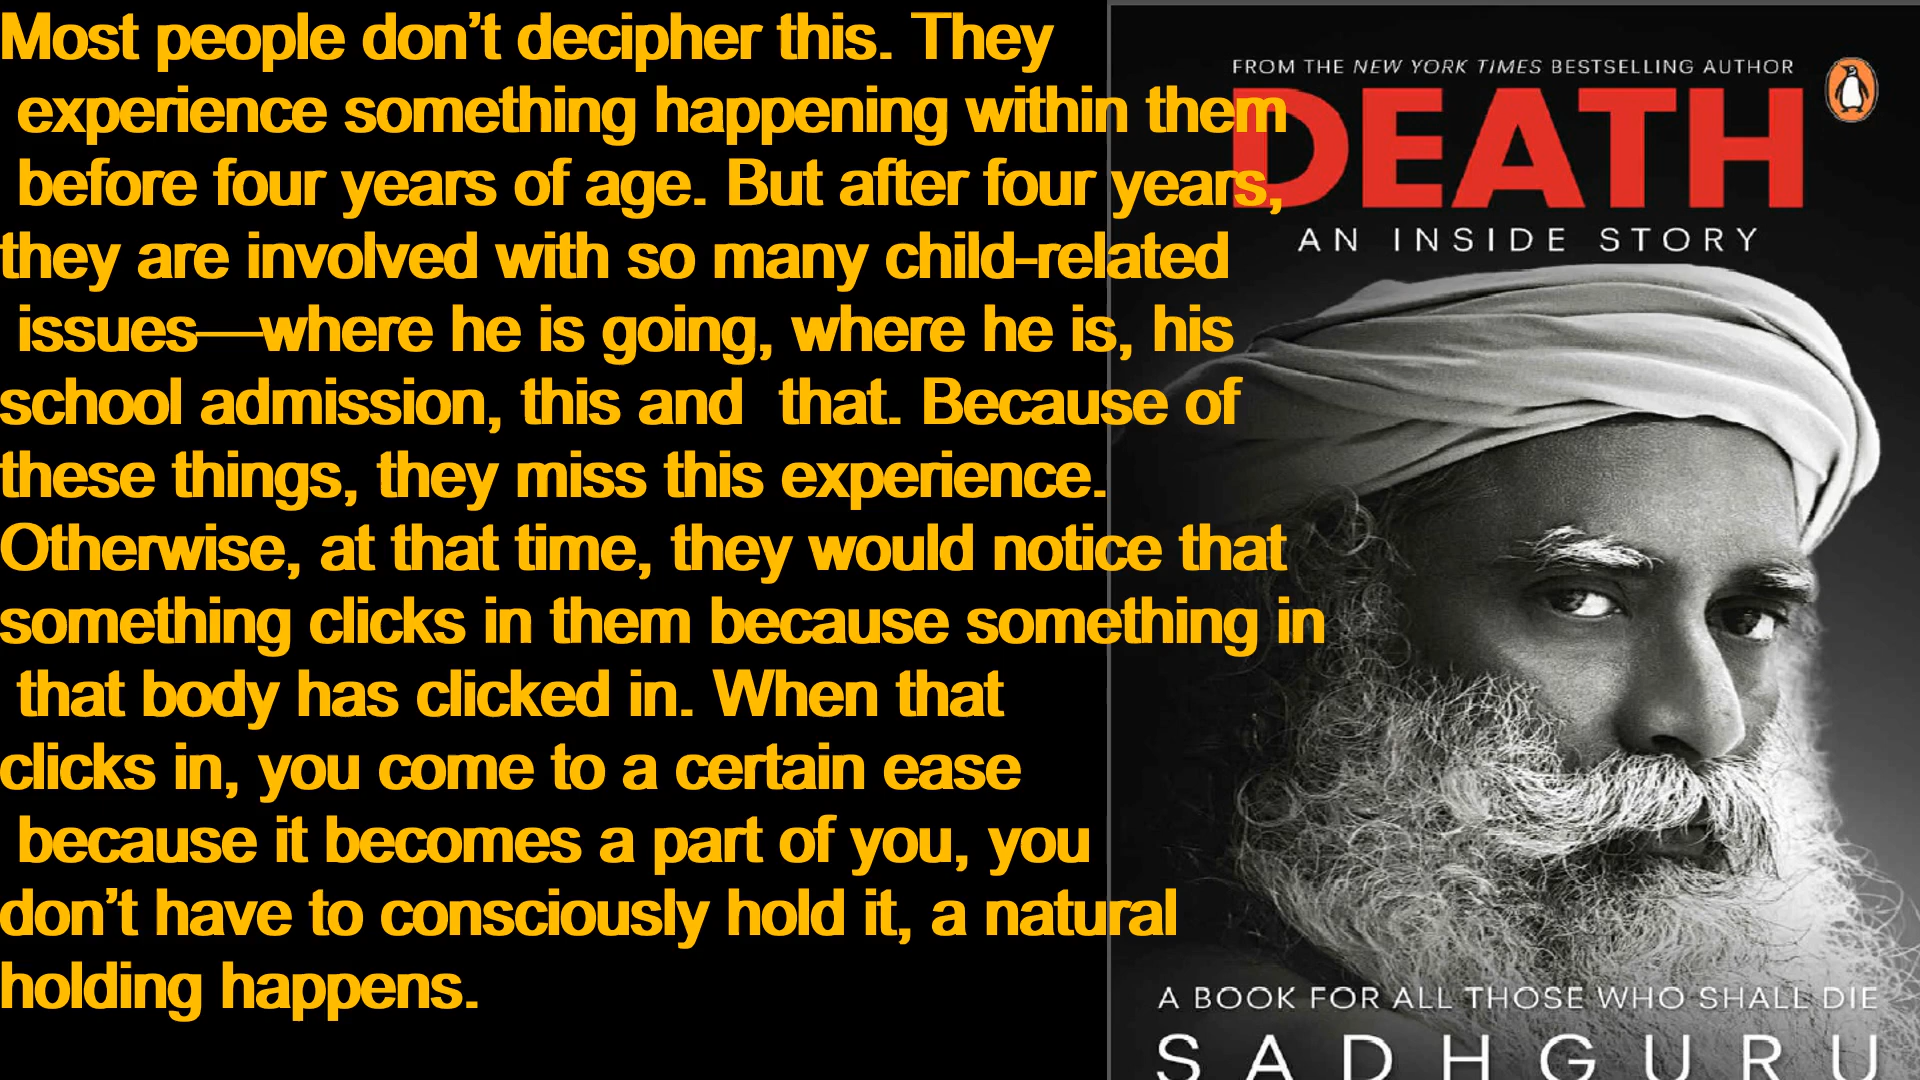 Most people don’t decipher this. They
experience something happening within them
before four years of age. But after four years,
they are involved with so many child-related
issues—where he is going, where he is, his
school admission, this and  that. Because of
these things, they miss this experience.
Otherwise, at that time, they would notice that
something clicks in them because something in
that body has clicked in. When that
clicks in, you come to a certain ease
because it becomes a part of you, you
don’t have to consciously hold it, a natural
holding happens.
FROM THE NEW YORK TIMES BESTSELLING AUTHOR
DEATH
AN INSIDE STORY
A BOOK FOR ALL THOSE WHO SHALL DIE
SADHGURU